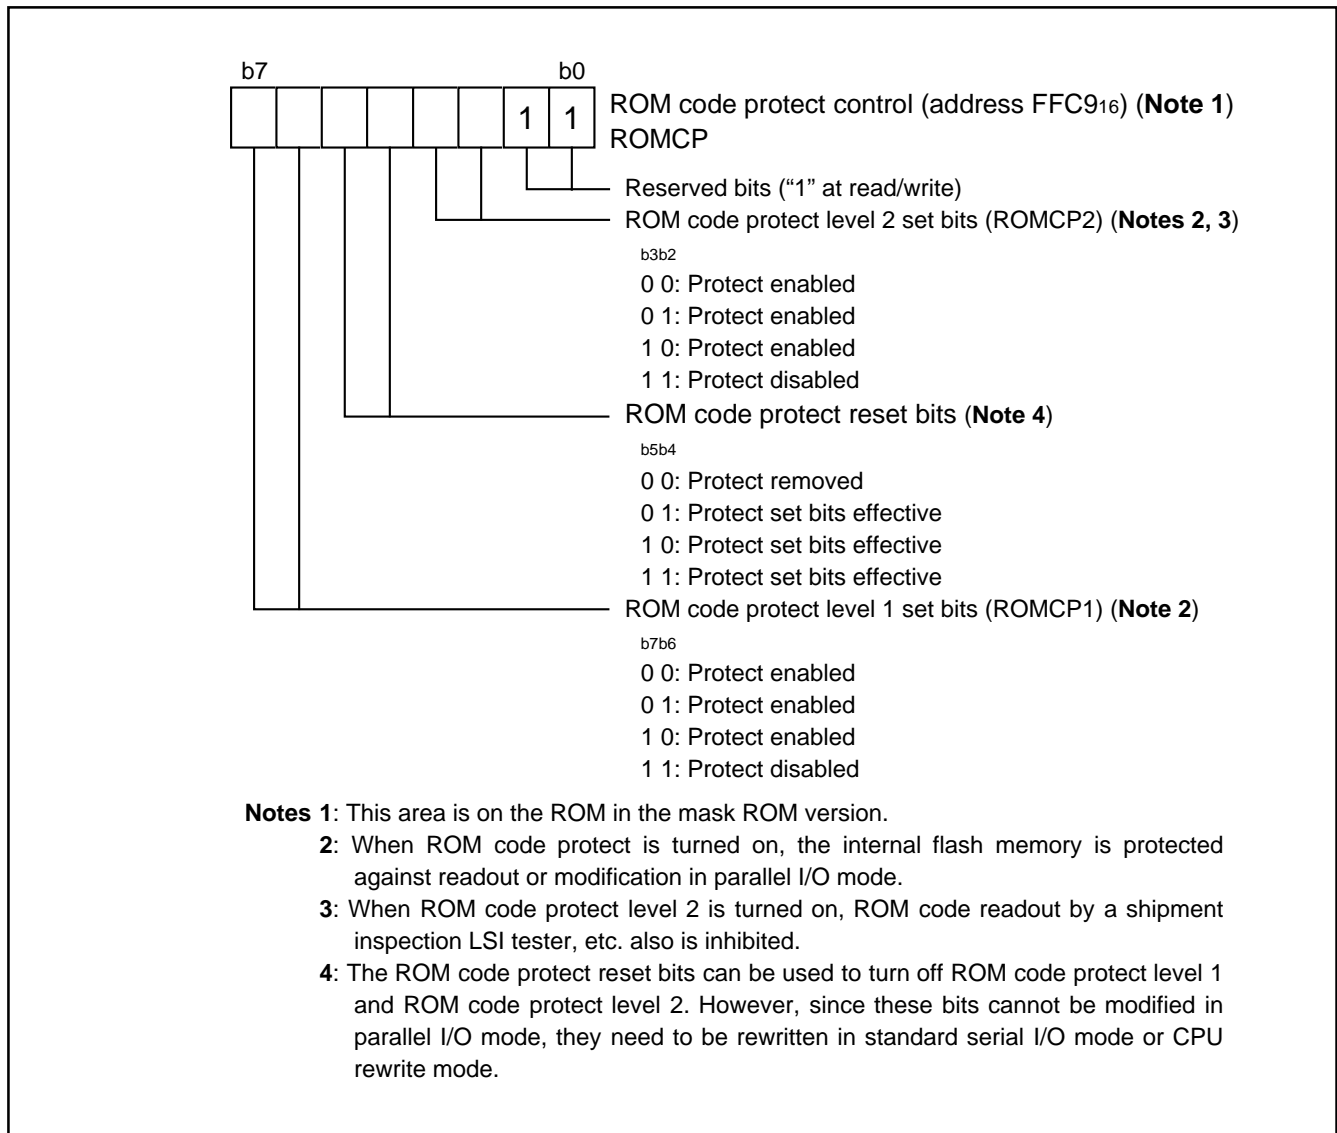 b7 b0
1 1 ROM code protect control (address FFC916) (Note 1)
ROMCP
Reserved bits (“1” at read/write)
ROM code protect level 2 set bits (ROMCP2) (Notes 2, 3)
b3b2
0 0: Protect enabled
0 1: Protect enabled
1 0: Protect enabled
1 1: Protect disabled
ROM code protect reset bits (Note 4)
b5b4
0 0: Protect removed
0 1: Protect set bits effective
1 0: Protect set bits effective
1 1: Protect set bits effective
ROM code protect level 1 set bits (ROMCP1) (Note 2)
b7b6
0 0: Protect enabled
0 1: Protect enabled
1 0: Protect enabled
1 1: Protect disabled
Notes 1: This area is on the ROM in the mask ROM version.
2: When ROM code protect is turned on, the internal flash memory is protected
against readout or modification in parallel I/O mode.
3: When ROM code protect level 2 is turned on, ROM code readout by a shipment
inspection LSI tester, etc. also is inhibited.
4: The ROM code protect reset bits can be used to turn off ROM code protect level 1
and ROM code protect level 2. However, since these bits cannot be modified in
parallel I/O mode, they need to be rewritten in standard serial I/O mode or CPU
rewrite mode.